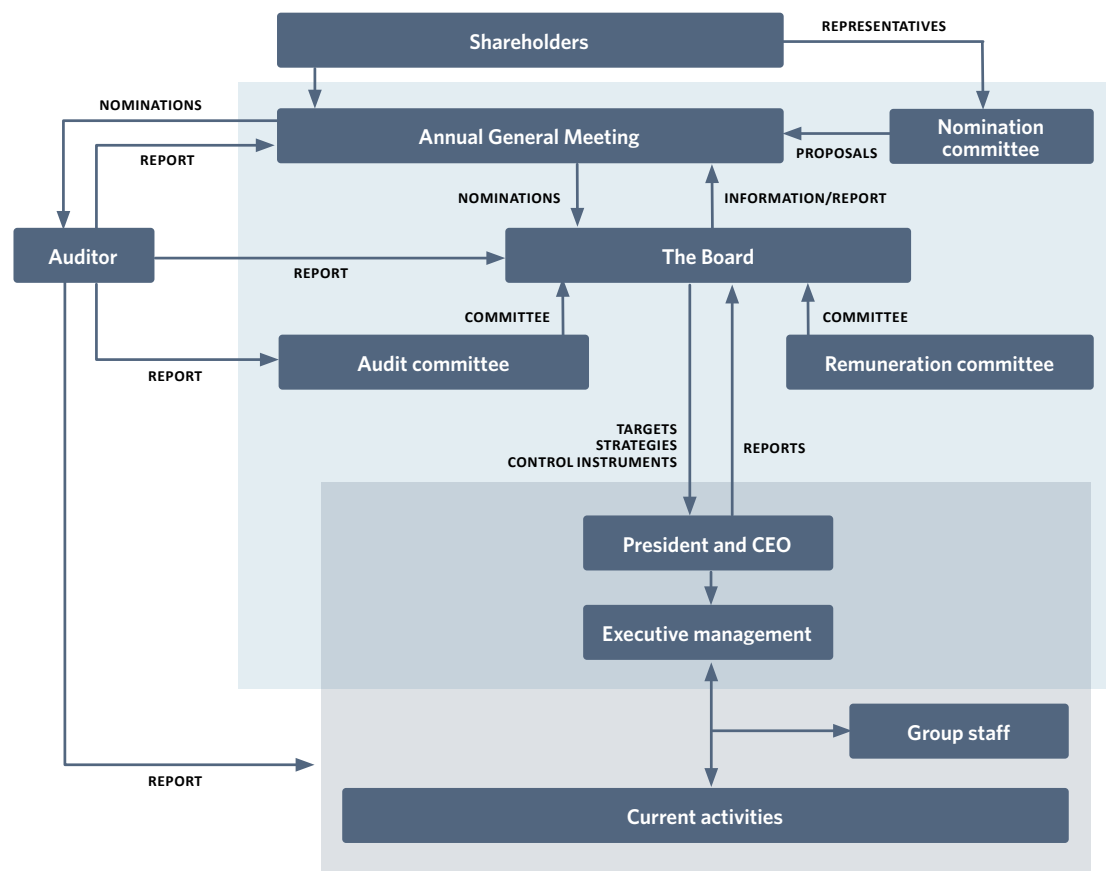 REPRESENTATIVES
Shareholders
NOMINATIONS
Annual General Meeting
Nomination
committee
REPORT
PROPOSALS
NOMINATIONS
INFORMATION/REPORT
Auditor
The Board
REPORT
COMMITTEE
COMMITTEE
Audit committee
Remuneration committee
REPORT
TARGETS
STRATEGIES
CONTROL INSTRUMENTS
REPORTS
President and CEO
Executive management
Group staff
REPORT
Current activities